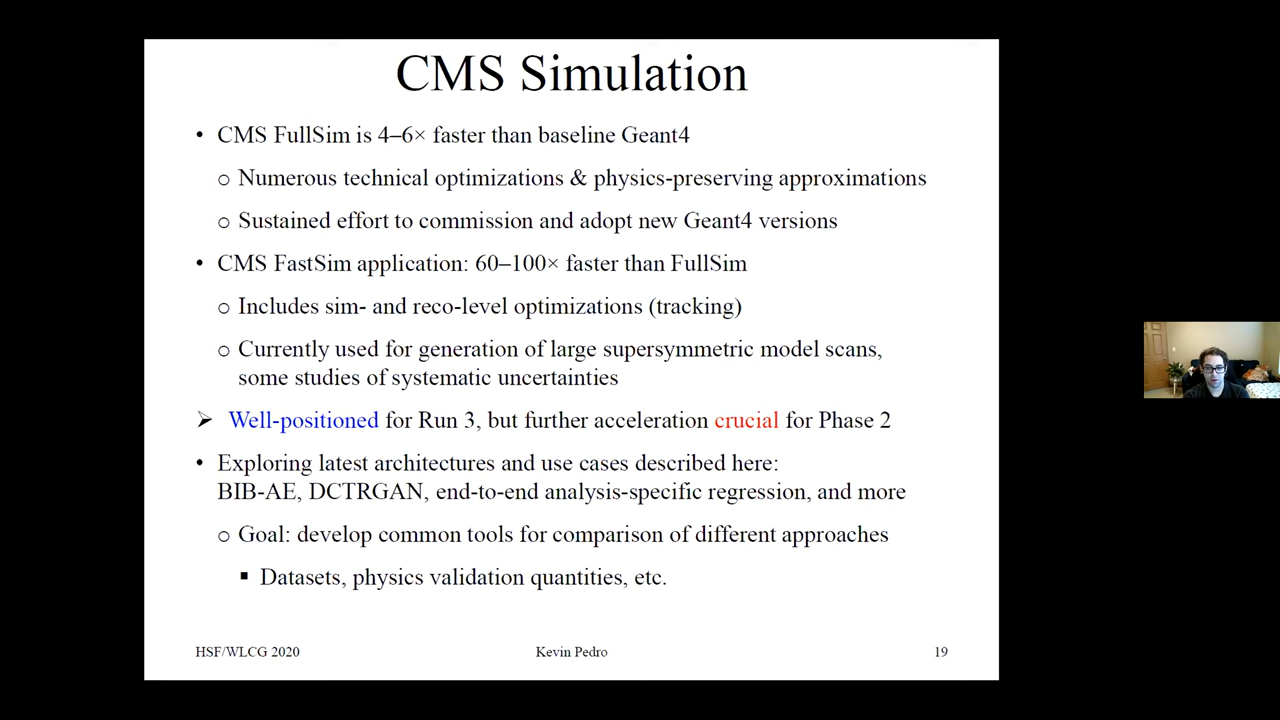 CMS Simulation
• CMS FullSim is 4–6× faster than baseline Geant4
o Numerous technical optimizations & physics-preserving approximations
o Sustained effort to commission and adopt new Geant4 versions
• CMS FastSim application: 60–100× faster than FullSim
o Includes sim- and reco-level optimizations (tracking)
o Currently used for generation of large supersymmetric model scans,
some studies of systematic uncertainties
➢ Well-positioned for Run 3, but further acceleration crucial for Phase 2
• Exploring latest architectures and use cases described here:
BIB-AE, DCTRGAN, end-to-end analysis-specific regression, and more
o Goal: develop common tools for comparison of different approaches
▪ Datasets, physics validation quantities, etc.
HSF/WLCG 2020 Kevin Pedro 19